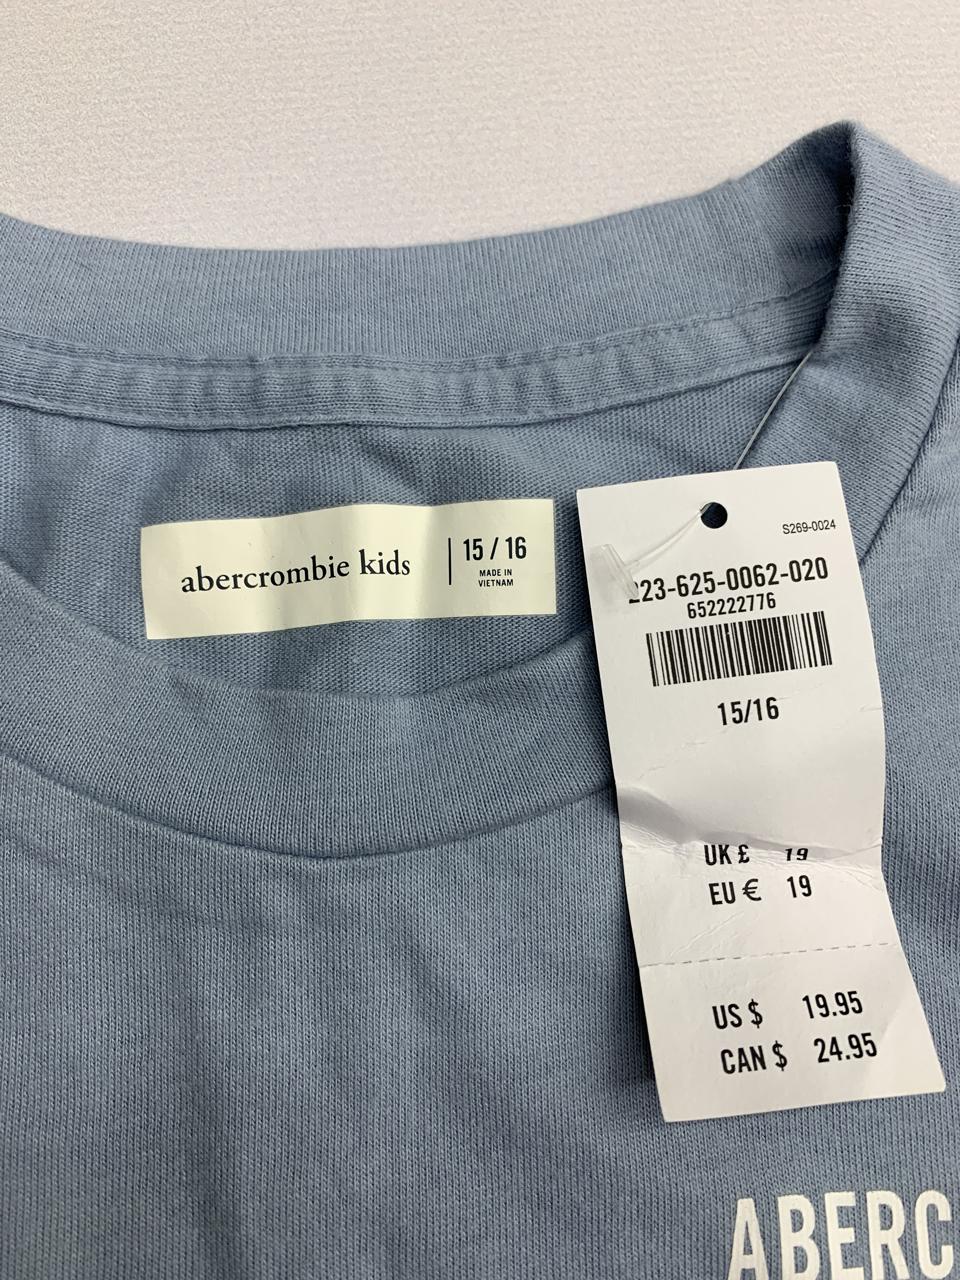 abercrombie kids
15 / 16
MADE IN
VIETNAM
S269-0024
223-625-0062-020
652222776
15/16
UK £ 19
EU € 19
US $ 19.95
CAN $ 24.95
ABERC